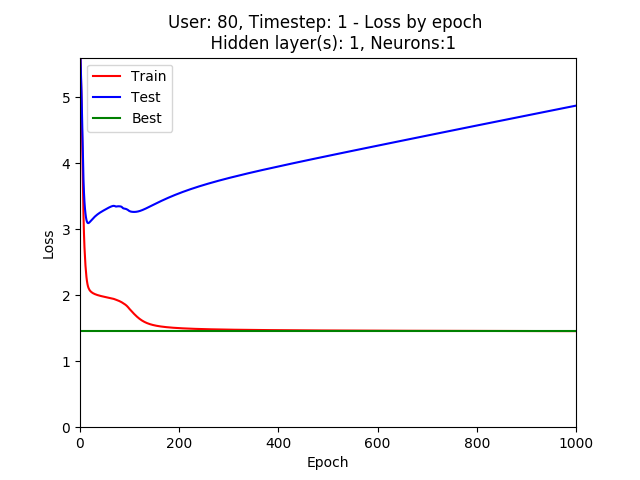 User: 80, Timestep: 1 - Loss by epoch
Hidden layer(s): 1, Neurons:1
Train
Test
Best
5
4
3
2
1
0
Loss
0 200 400 600 800 1000
Epoch